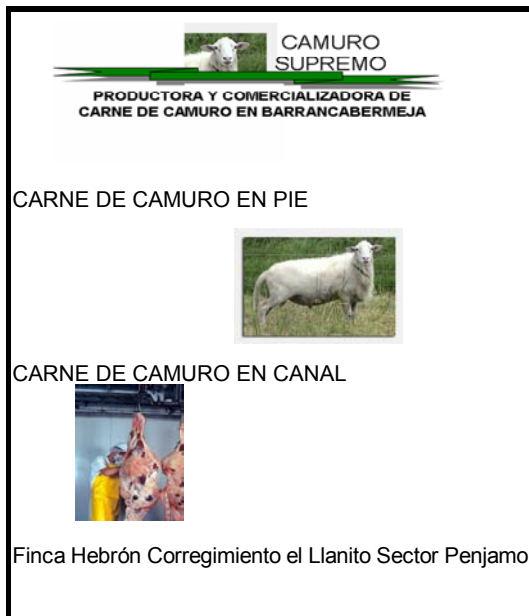 CAMURO
SUPREMO
PRODUCTORA Y COMERCIALIZADORA DE
CARNE DE CAMURO EN BARRANCABERMEJA
CARNE DE CAMURO EN PIE
CARNE DE CAMURO EN CANAL
Finca Hebrón Corregimiento el Llanito Sector Penjamo